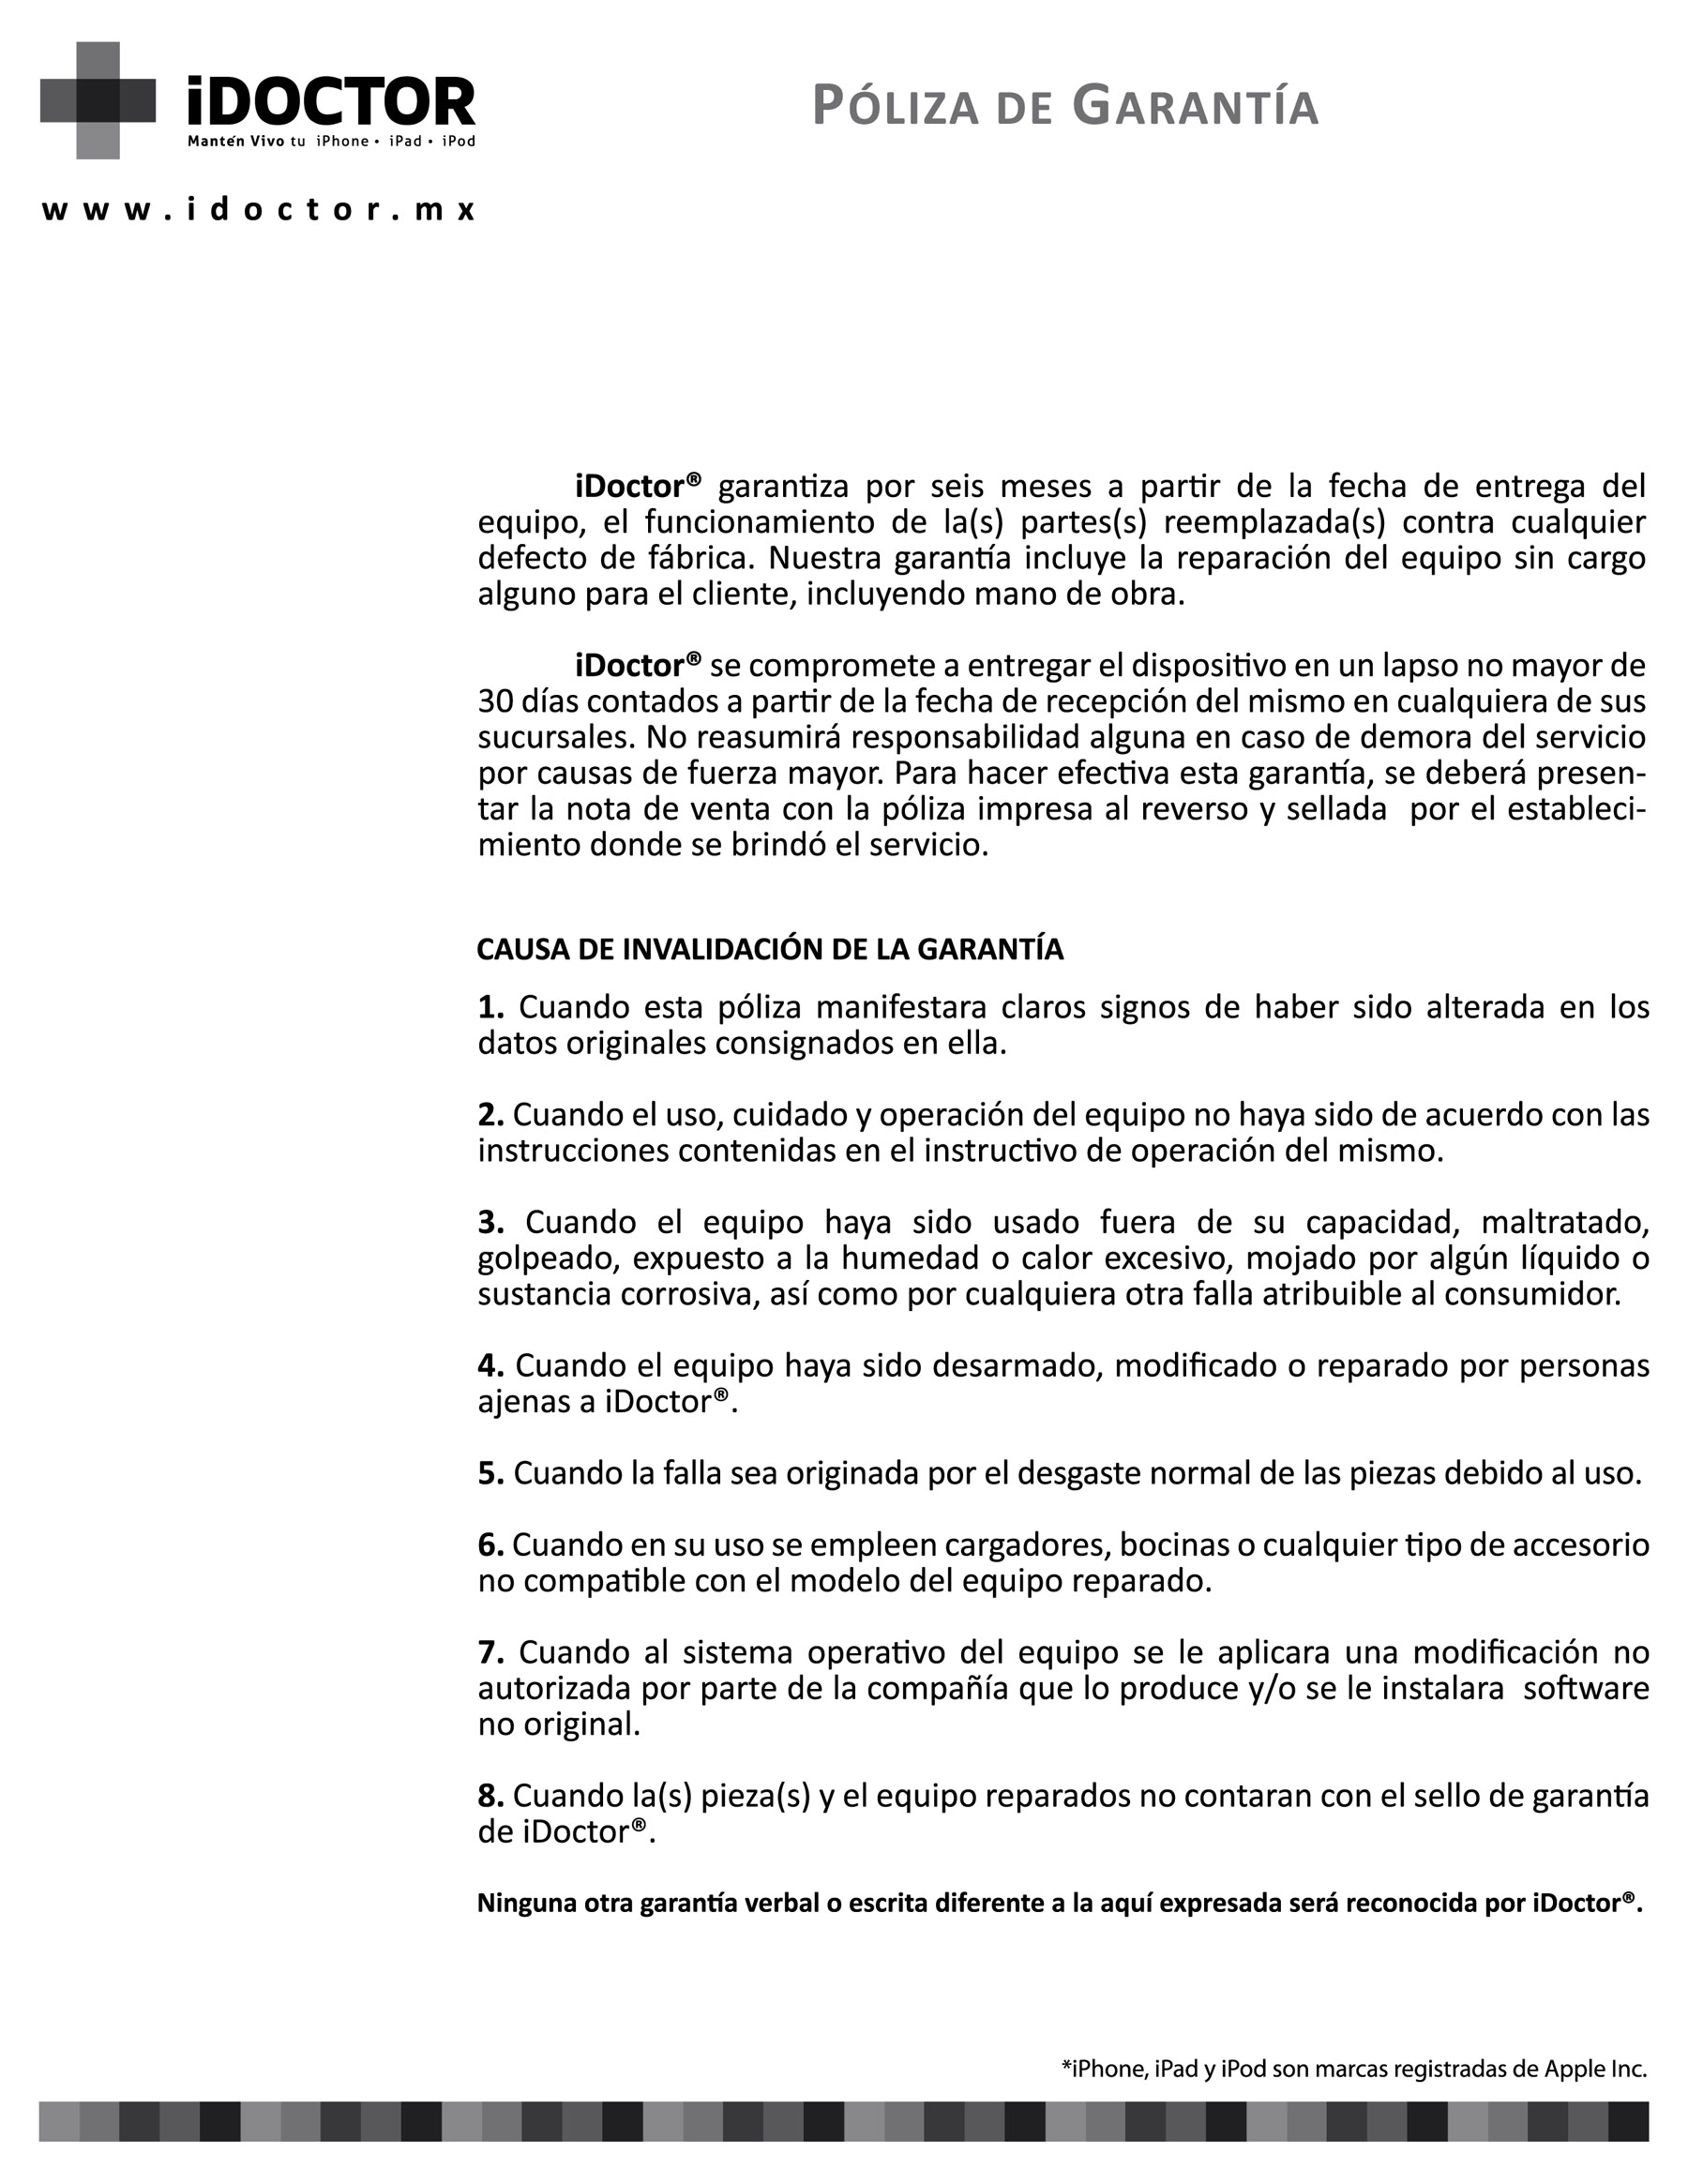 iDOCTOR
Mantén Vivo tu iPhone • iPad • iPod
www.idoctor.mx
PÓLIZA DE GARANTÍA
iDoctor® garantiza por seis meses a partir de la fecha de entrega del
equipo, el funcionamiento de la(s) partes(s) reemplazada(s) contra cualquier
defecto de fábrica. Nuestra garantía incluye la reparación del equipo sin cargo
alguno para el cliente, incluyendo mano de obra.
iDoctor® se compromete a entregar el dispositivo en un lapso no mayor de
30 días contados a partir de la fecha de recepción del mismo en cualquiera de sus
sucursales. No reasumirá responsabilidad alguna en caso de demora del servicio
por causas de fuerza mayor. Para hacer efectiva esta garantía, se deberá presen-
tar la nota de venta con la póliza impresa al reverso y sellada por el estableci-
miento donde se brindó el servicio.
CAUSA DE INVALIDACIÓN DE LA GARANTÍA
1. Cuando esta póliza manifestara claros signos de haber sido alterada en los
datos originales consignados en ella.
2. Cuando el uso, cuidado y operación del equipo no haya sido de acuerdo con las
instrucciones contenidas en el instructivo de operación del mismo.
3. Cuando el equipo haya sido usado fuera de su capacidad, maltratado,
golpeado, expuesto a la humedad o calor excesivo, mojado por algún líquido o
sustancia corrosiva, así como por cualquiera otra falla atribuible al consumidor.
4. Cuando el equipo haya sido desarmado, modificado o reparado por personas
ajenas a iDoctor®.
5. Cuando la falla sea originada por el desgaste normal de las piezas debido al uso.
6. Cuando en su uso se empleen cargadores, bocinas o cualquier tipo de accesorio
no compatible con el modelo del equipo reparado.
7. Cuando al sistema operativo del equipo se le aplicara una modificación no
autorizada por parte de la compañía que lo produce y/o se le instalara software
no original.
8. Cuando la(s) pieza(s) y el equipo reparados no contaran con el sello de garantía
de iDoctor®.
Ninguna otra garantía verbal o escrita diferente a la aquí expresada será reconocida por iDoctor®.
*iPhone, iPad y iPod son marcas registradas de Apple Inc.